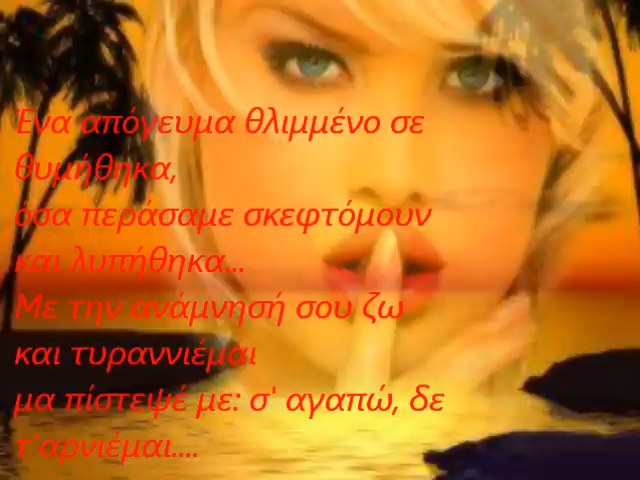 Ένα απόγευμα θλιμμένο σε
θυμήθηκα,
όσα περάσαμε σκεφτόμουν
και λυπήθηκα...
Με την ανάμνησή σου ζω
και τυραννιέμαι
μα πίστεψέ με: σ' αγαπώ, δε
τ'αρνιέμαι....